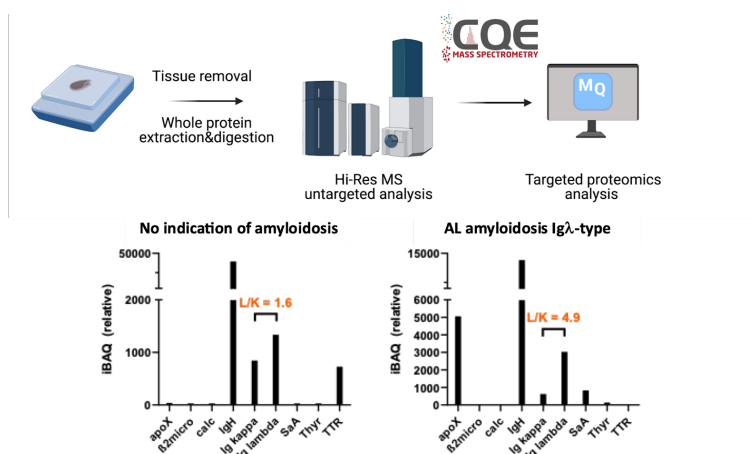 CQE
MASS SPECTROMETRY
Tissue removal
Whole protein
extraction&digestion
MQ
Hi-Res MS
untargeted analysis
Targeted proteomics
analysis
No indication of amyloidosis
50000
2000
1000
0
iBAQ (relative)
L/K = 1.6
apoX
ß2micro
calc
IgH
Ig kappa
Ig lambda
SaA
Thyr
TTR
AL amyloidosis Igλ-type
15000
6000
5000
4000
3000
2000
1000
0
iBAQ (relative)
L/K = 4.9
apoX
ß2micro
calc
IgH
Ig kappa
Ig lambda
SaA
Thyr
TTR